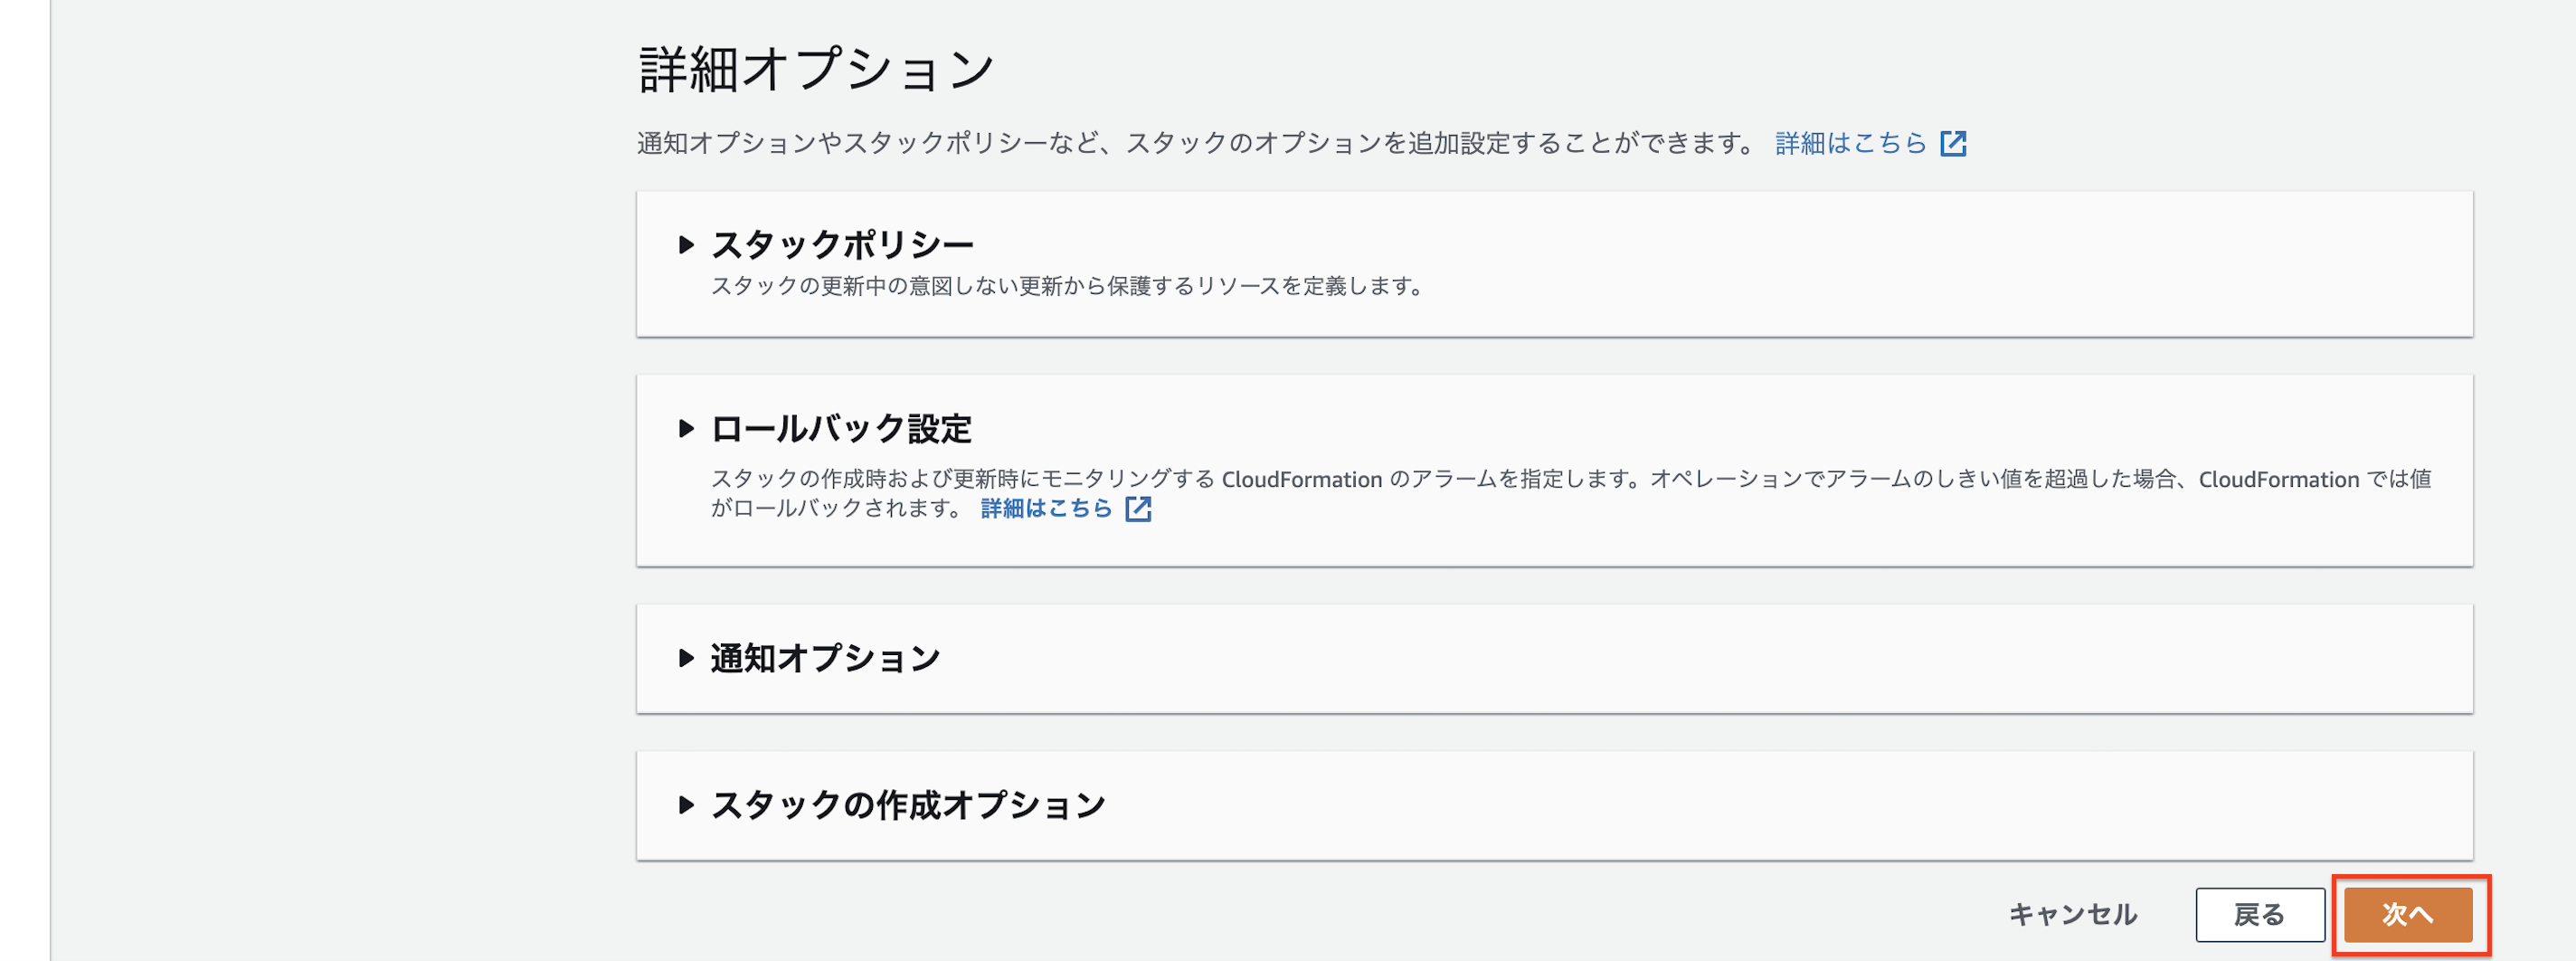 詳細オプション
通知オプションやスタックポリシーなど、スタックのオプションを追加設定することができます。 詳細はこちら
スタックポリシー
スタックの更新中の意図しない更新から保護するリソースを定義します。
ロールバック設定
スタックの作成時および更新時にモニタリングする CloudFormation のアラームを指定します。オペレーションでアラームのしきい値を超過した場合、CloudFormation では値
がロールバックされます。 詳細はこちら
通知オプション
スタックの作成オプション
キャンセル 戻る 次へ